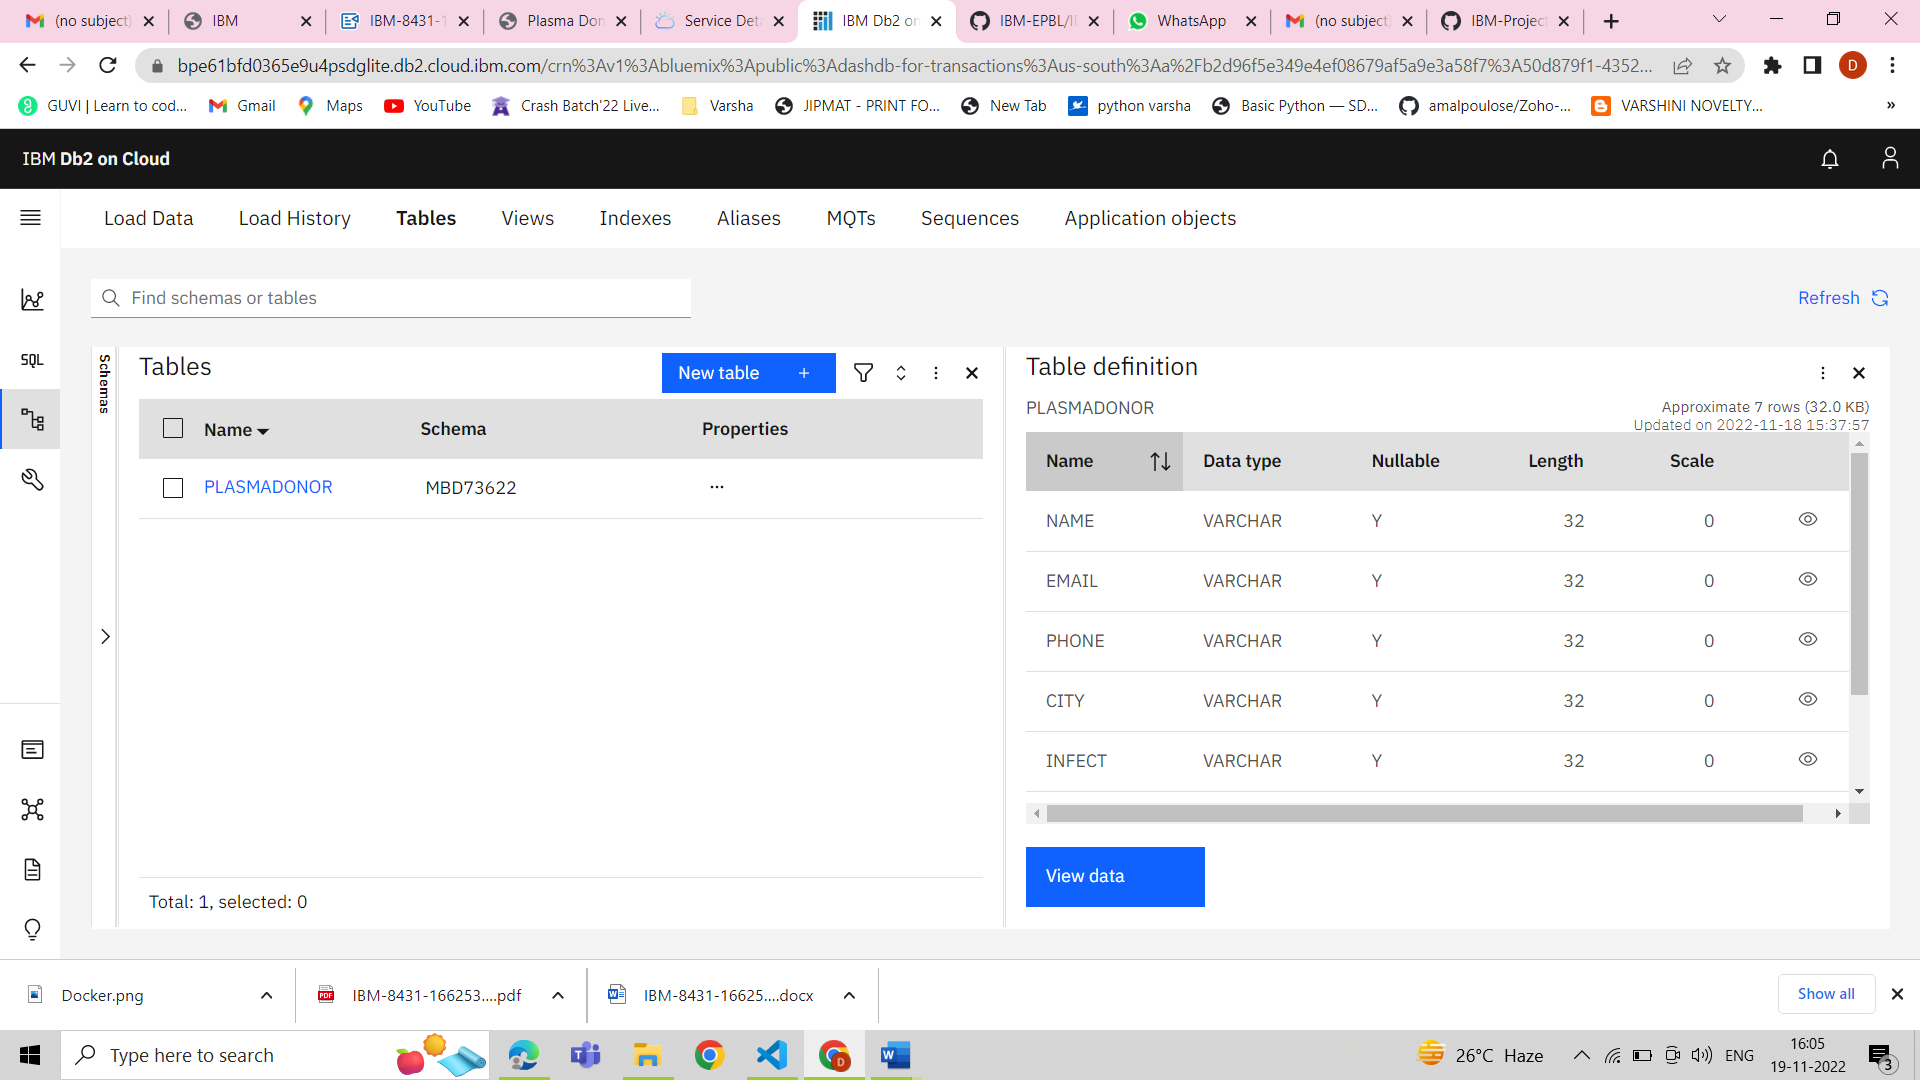 (no subject)
IBM
IBM-8431-1
Plasma Don
Service Deta
IBM Db2 on
IBM-EPBL/IB
WhatsApp
(no subject)
IBM-Project
bpe61bfd0365e9u4psdglite.db2.cloud.ibm.com/crn%3Av1%3Abluemix%3Apublic%3Adashdb-for-transactions%3Aus-south%3Aa%2Fb2d96f5e349e4ef08679af5a9e3a58f7%3A50d879f1-4352...
D
GUVI | Learn to cod...
Gmail
Maps
YouTube
Crash Batch'22 Live...
Varsha
JIPMAT - PRINT FO...
New Tab
python varsha
Basic Python — SD...
amalpoulose/Zoho-...
VARSHINI NOVELTY...
»
IBM Db2 on Cloud
Load Data
Load History
Tables
Views
Indexes
Aliases
MQTs
Sequences
Application objects
SQL
Find schemas or tables
Refresh
Schemas
Tables
New table +
Name
Schema
Properties
PLASMADONOR
MBD73622
...
Total: 1, selected: 0
Table definition
PLASMADONOR
Approximate 7 rows (32.0 KB)
Updated on 2022-11-18 15:37:57
Name
Data type
Nullable
Length
Scale
NAME VARCHAR Y 32 0
EMAIL VARCHAR Y 32 0
PHONE VARCHAR Y 32 0
CITY VARCHAR Y 32 0
INFECT VARCHAR Y 32 0
View data
Docker.png
IBM-8431-166253....pdf
IBM-8431-16625....docx
Show all
Type here to search
26°C Haze
ENG
16:05
19-11-2022
3